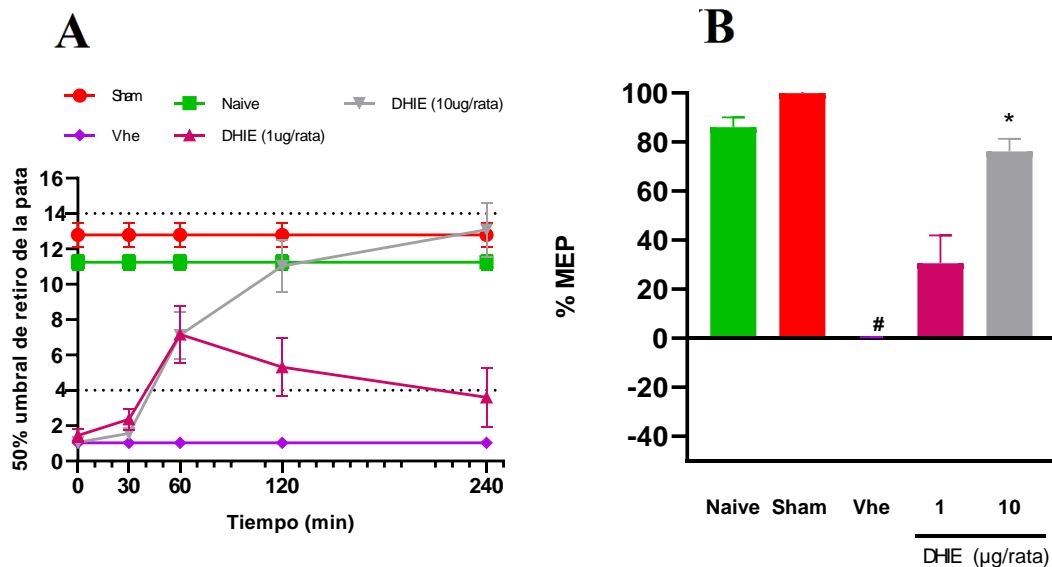 A
Sham
Naive
DHIE (10ug/rata)
Vhe
DHIE (1ug/rata)
50% umbral de retiro de la pata
16
14
12
10
8
6
4
2
0
0 30 60 120 240
Tiempo (min)
B
% MEP
100
80
60
40
20
0
-20
-40
#
*
Naive Sham Vhe 1 10
DHIE (µg/rata)